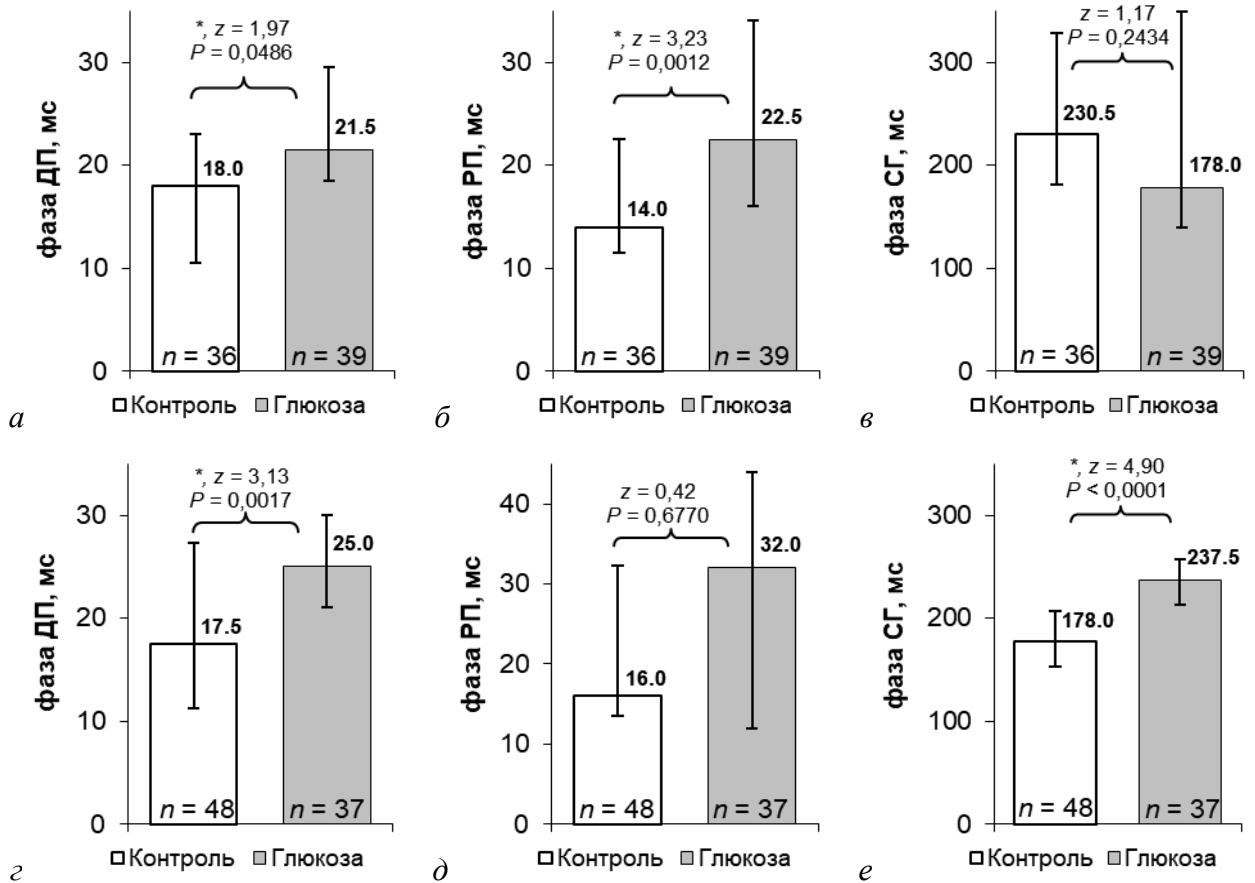 *, z = 1,97
P = 0,0486
30
20
10
0
фаза ДП, мс
18.0
21.5
n = 36
n = 39
Контроль
Глюкоза
а
*, z = 3,23
P = 0,0012
30
20
10
0
фаза РП, мс
14.0
22.5
n = 36
n = 39
Контроль
Глюкоза
б
z = 1,17
P = 0,2434
300
200
100
0
фаза СГ, мс
230.5
178.0
n = 36
n = 39
Контроль
Глюкоза
в
*, z = 3,13
P = 0,0017
30
20
10
0
фаза ДП, мс
17.5
25.0
n = 48
n = 37
Контроль
Глюкоза
г
z = 0,42
P = 0,6770
40
30
20
10
0
фаза РП, мс
16.0
32.0
n = 48
n = 37
Контроль
Глюкоза
д
*, z = 4,90
P < 0,0001
300
200
100
0
фаза СГ, мс
178.0
237.5
n = 48
n = 37
Контроль
Глюкоза
е